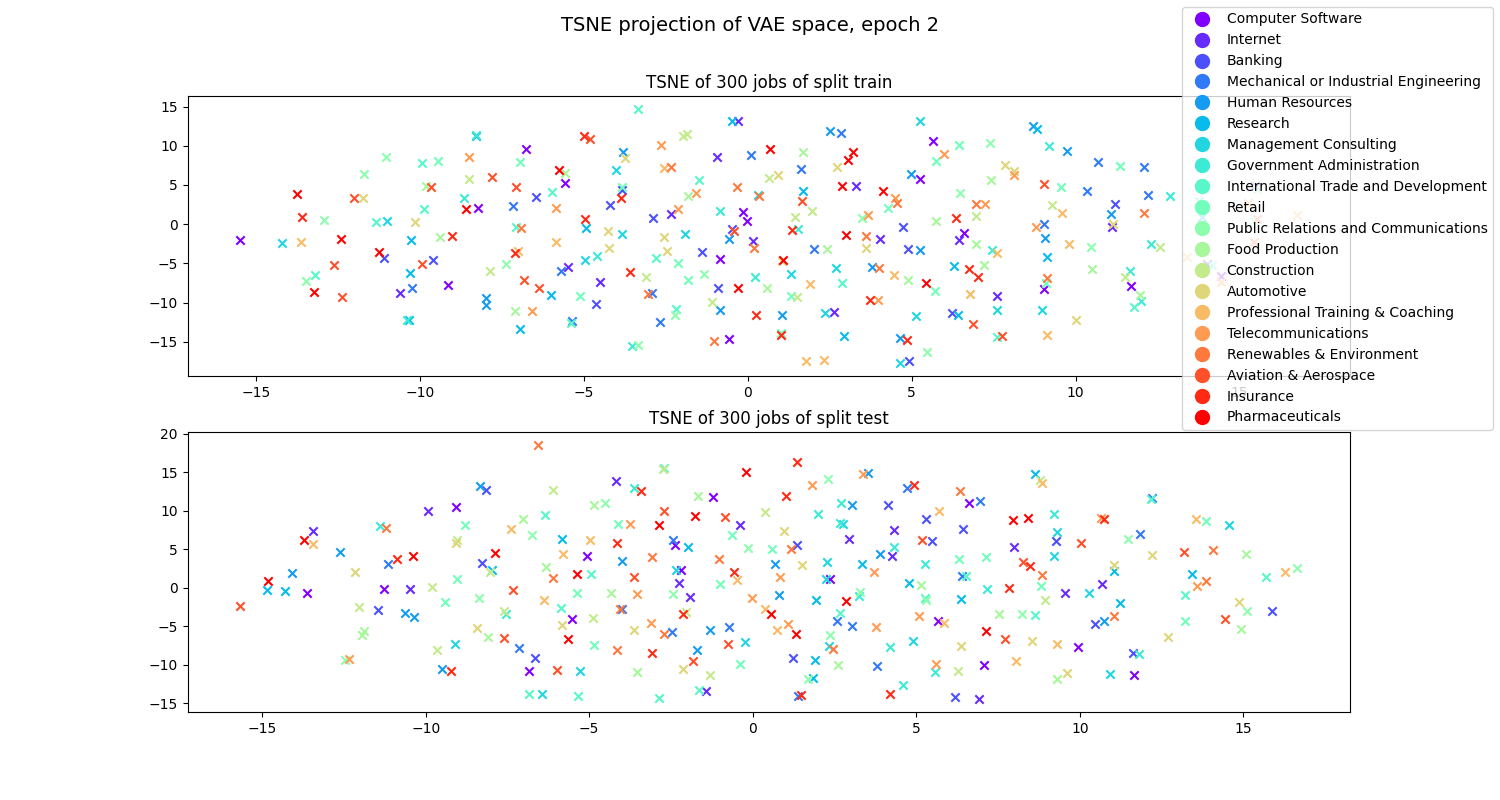 TSNE projection of VAE space, epoch 2
TSNE of 300 jobs of split train
15
10
5
0
−5
−10
−15
−15
−10
−5
0
5
10
15
Computer Software
Internet
Banking
Mechanical or Industrial Engineering
Human Resources
Research
Management Consulting
Government Administration
International Trade and Development
Retail
Public Relations and Communications
Food Production
Construction
Automotive
Professional Training & Coaching
Telecommunications
Renewables & Environment
Aviation & Aerospace
Insurance
Pharmaceuticals
TSNE of 300 jobs of split test
20
15
10
5
0
−5
−10
−15
−15
−10
−5
0
5
10
15